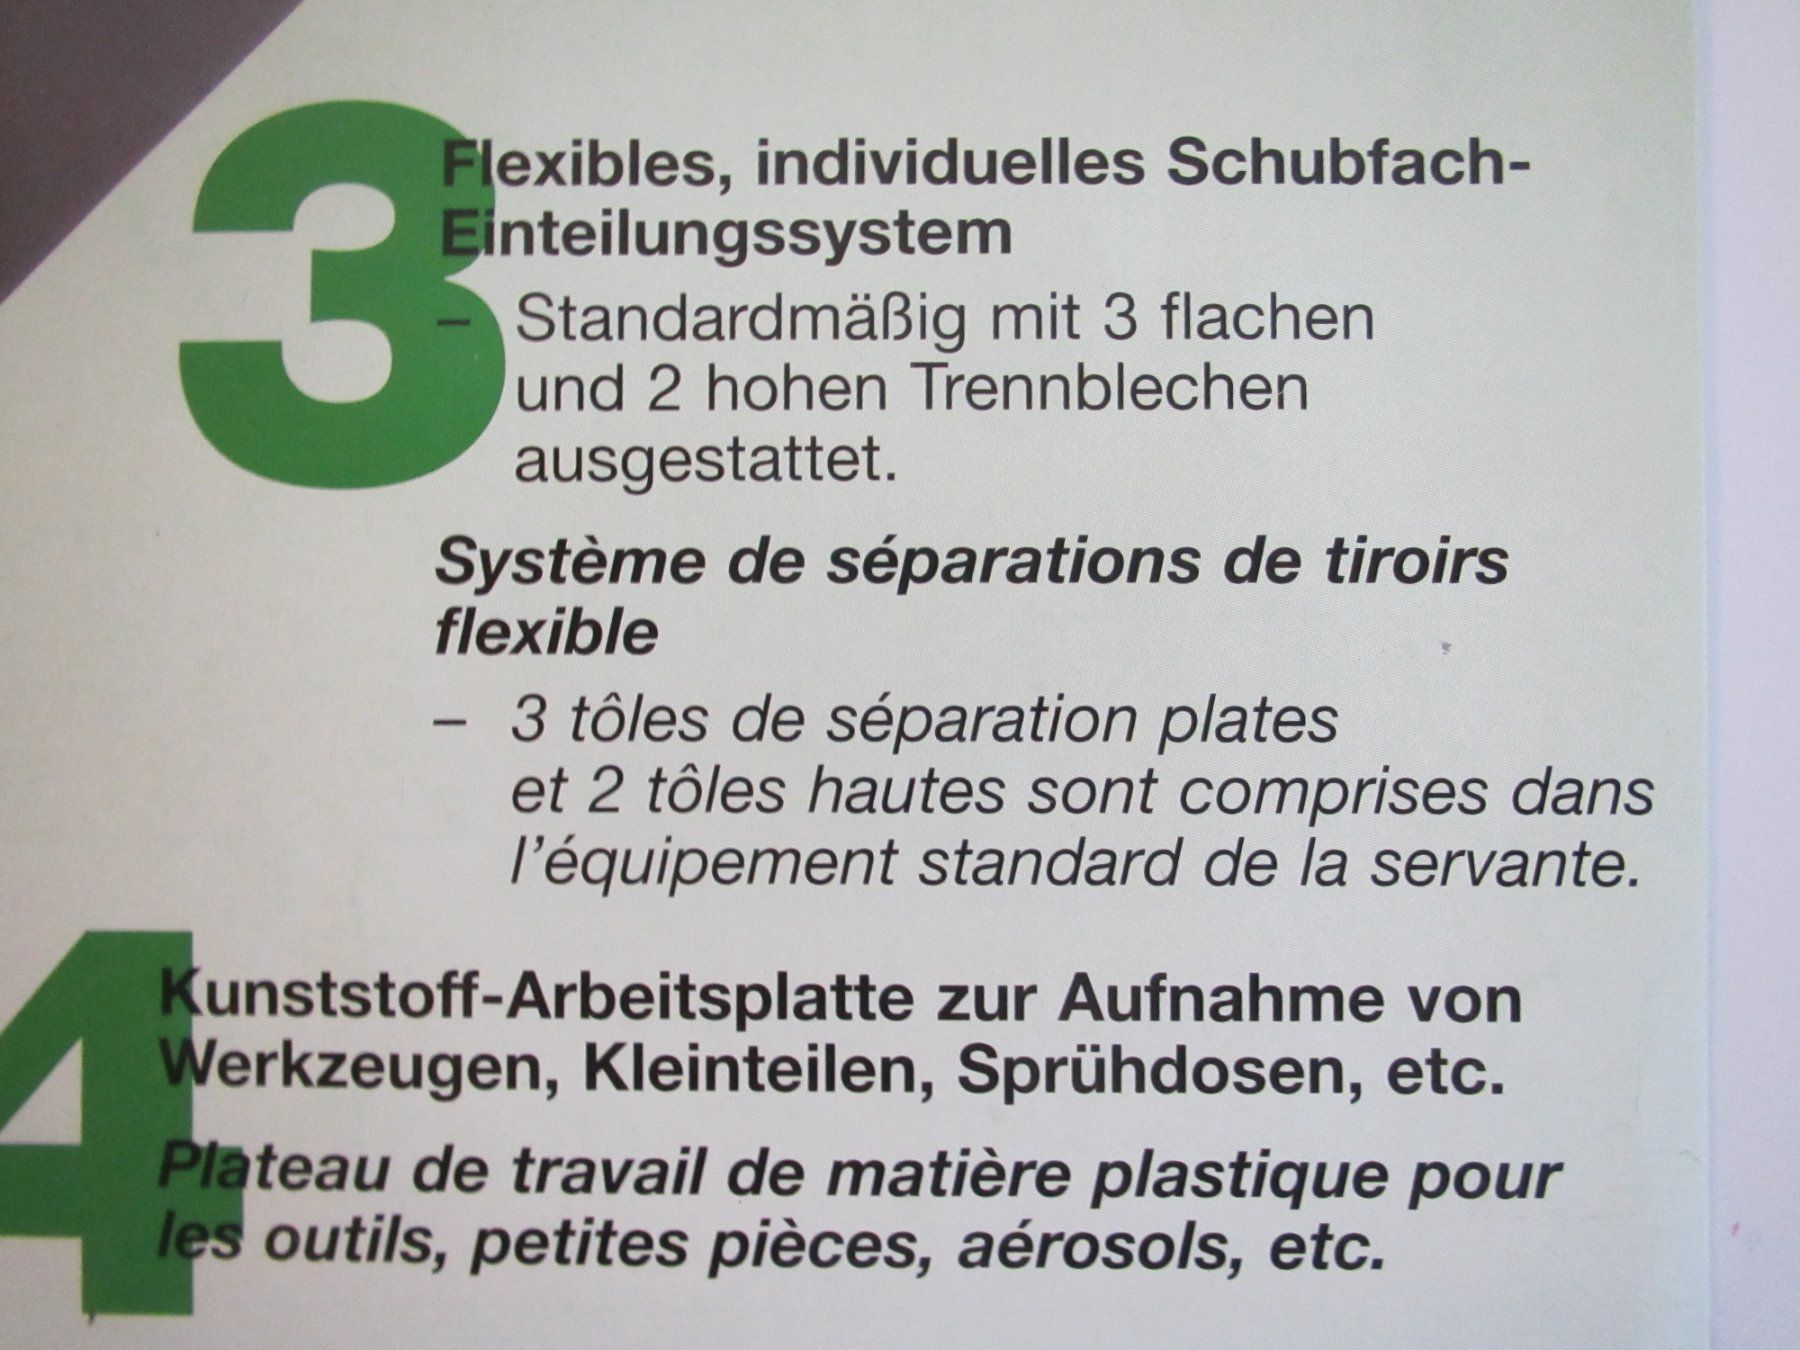 3
Flexibles, individuelles Schubfach-
Einteilungssystem
– Standardmäßig mit 3 flachen
und 2 hohen Trennblechen
ausgestattet.
Système de séparations de tiroirs
flexible
– 3 tôles de séparation plates
et 2 tôles hautes sont comprises dans
l’équipement standard de la servante.
4
Kunststoff-Arbeitsplatte zur Aufnahme von
Werkzeugen, Kleinteilen, Sprühdosen, etc.
Plateau de travail de matière plastique pour
les outils, petites pièces, aérosols, etc.